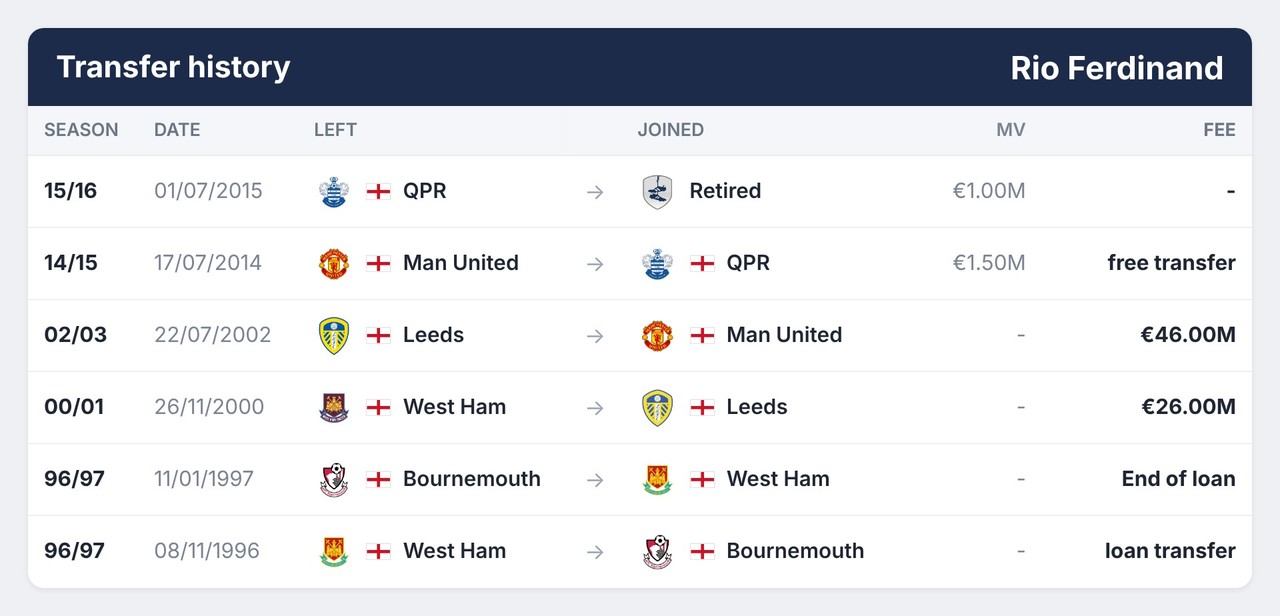 Transfer history Rio Ferdinand
SEASON DATE LEFT JOINED MV FEE
15/16 01/07/2015 QPR → Retired €1.00M -
14/15 17/07/2014 Man United → QPR €1.50M free transfer
02/03 22/07/2002 Leeds → Man United - €46.00M
00/01 26/11/2000 West Ham → Leeds - €26.00M
96/97 11/01/1997 Bournemouth → West Ham - End of loan
96/97 08/11/1996 West Ham → Bournemouth - loan transfer